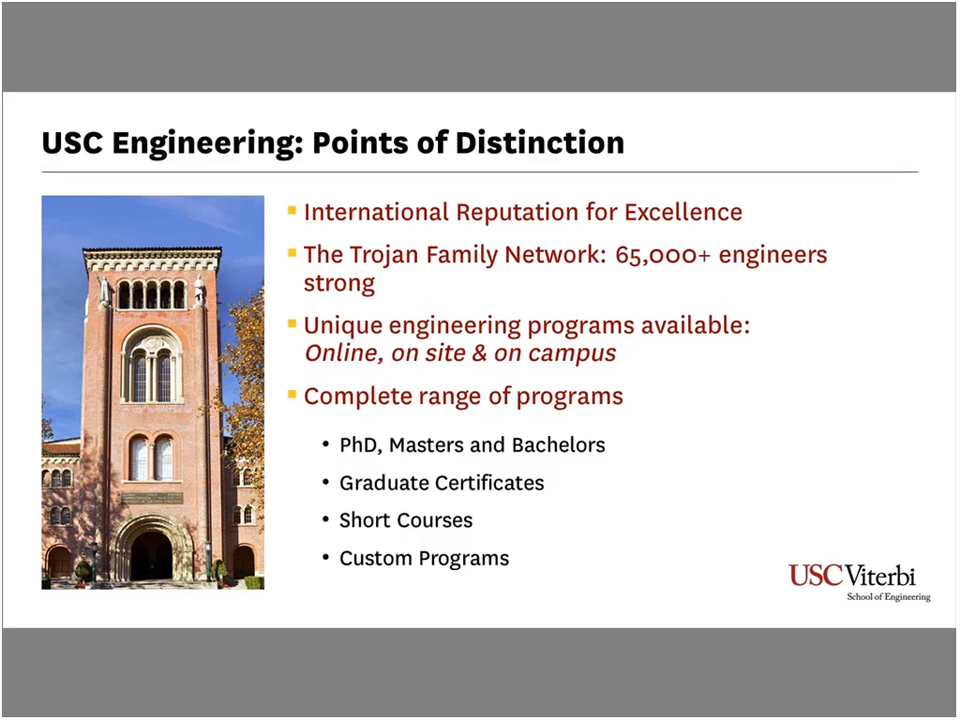 USC Engineering: Points of Distinction
▪ International Reputation for Excellence
▪ The Trojan Family Network: 65,000+ engineers
strong
▪ Unique engineering programs available:
Online, on site & on campus
▪ Complete range of programs
• PhD, Masters and Bachelors
• Graduate Certificates
• Short Courses
• Custom Programs
USC Viterbi
School of Engineering